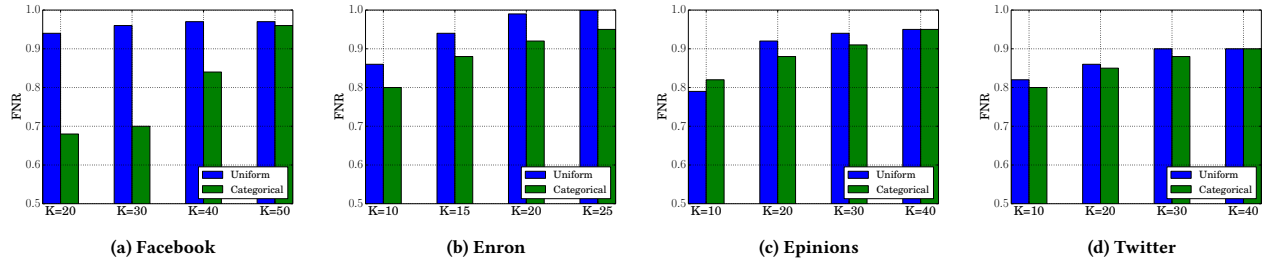 1.0
0.9
0.8
0.7
0.6
0.5
FNR
Uniform
Categorical
K=20 K=30 K=40 K=50
(a) Facebook
1.0
0.9
0.8
0.7
0.6
0.5
FNR
Uniform
Categorical
K=10 K=15 K=20 K=25
(b) Enron
1.0
0.9
0.8
0.7
0.6
0.5
FNR
Uniform
Categorical
K=10 K=20 K=30 K=40
(c) Epinions
1.0
0.9
0.8
0.7
0.6
0.5
FNR
Uniform
Categorical
K=10 K=20 K=30 K=40
(d) Twitter